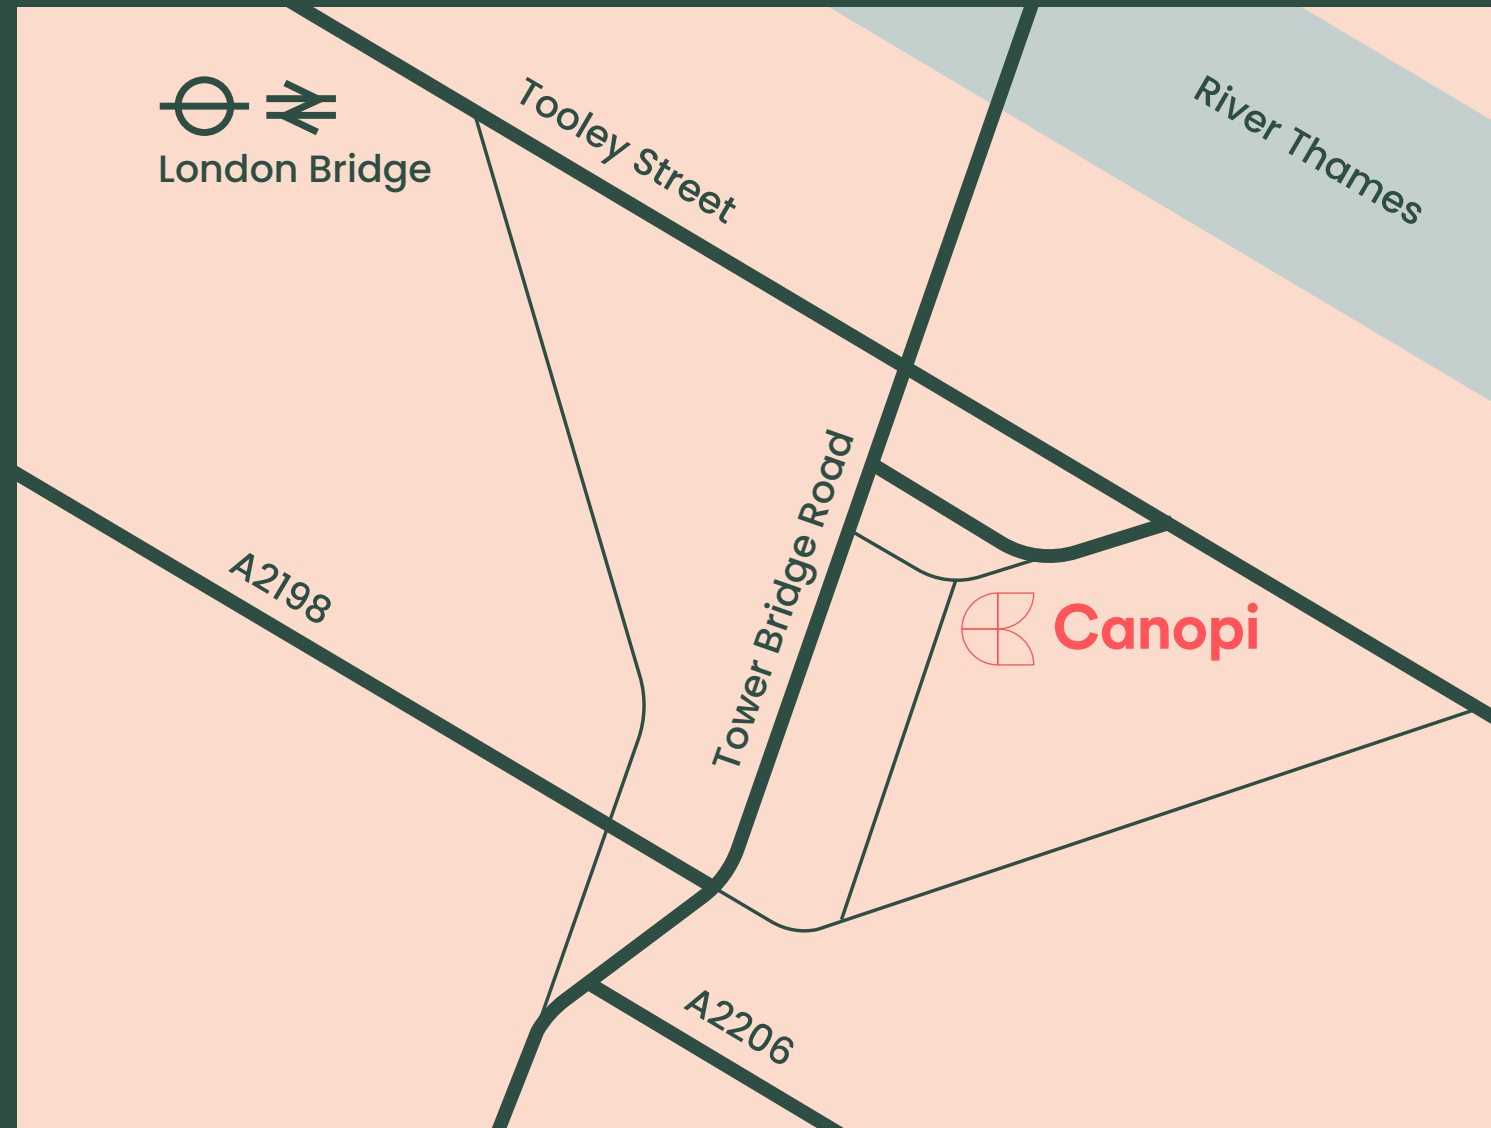 River Thames
Tooley Street
London Bridge
Tower Bridge Road
A2198
Canopi
A2206